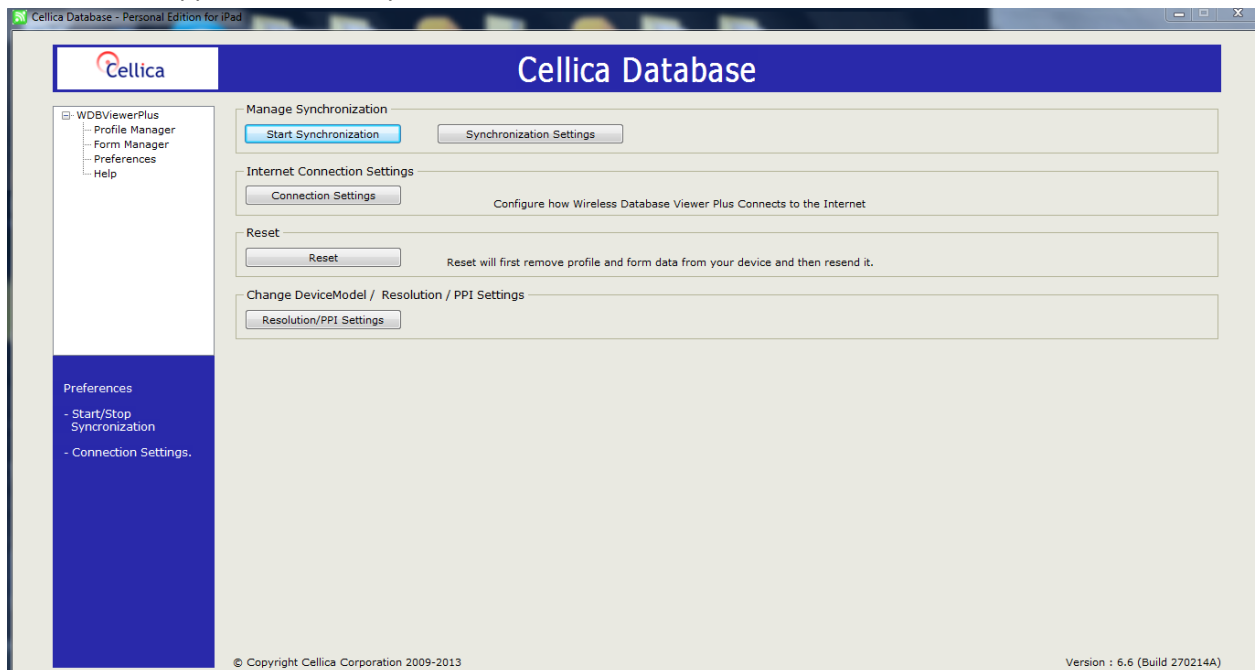 Cellica Database - Personal Edition for iPad
Cellica
Cellica Database
WDBViewerPlus
Profile Manager
Form Manager
Preferences
Help
Manage Synchronization
Start Synchronization
Synchronization Settings
Internet Connection Settings
Connection Settings
Configure how Wireless Database Viewer Plus Connects to the Internet
Reset
Reset
Reset will first remove profile and form data from your device and then resend it.
Change DeviceModel / Resolution / PPI Settings
Resolution/PPI Settings
Preferences
- Start/Stop
Syncronization
- Connection Settings.
© Copyright Cellica Corporation 2009-2013
Version : 6.6 (Build 270214A)